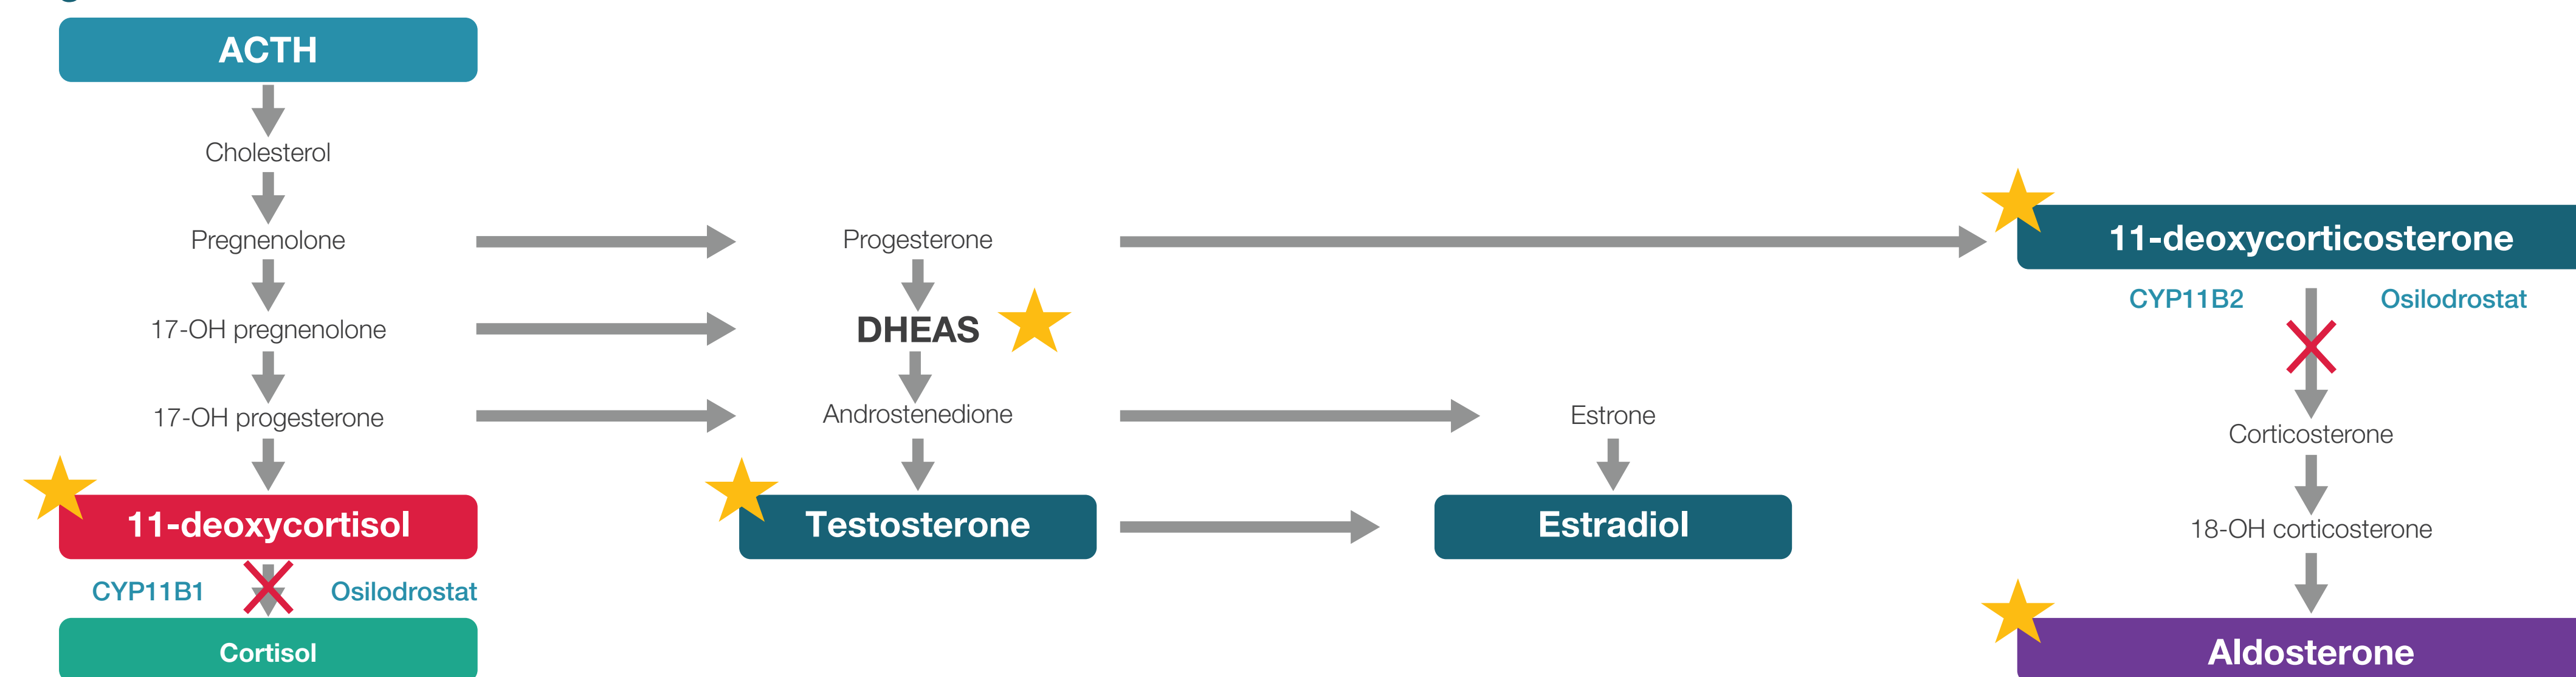 ACTH
Cholesterol
Pregnenolone
Progesterone
11-deoxycorticosterone
CYP11B2
Osilodrostat
17-OH pregnenolone
DHEAS
17-OH progesterone
Androstenedione
Estrone
Corticosterone
11-deoxycortisol
Testosterone
Estradiol
18-OH corticosterone
CYP11B1
Osilodrostat
Cortisol
Aldosterone